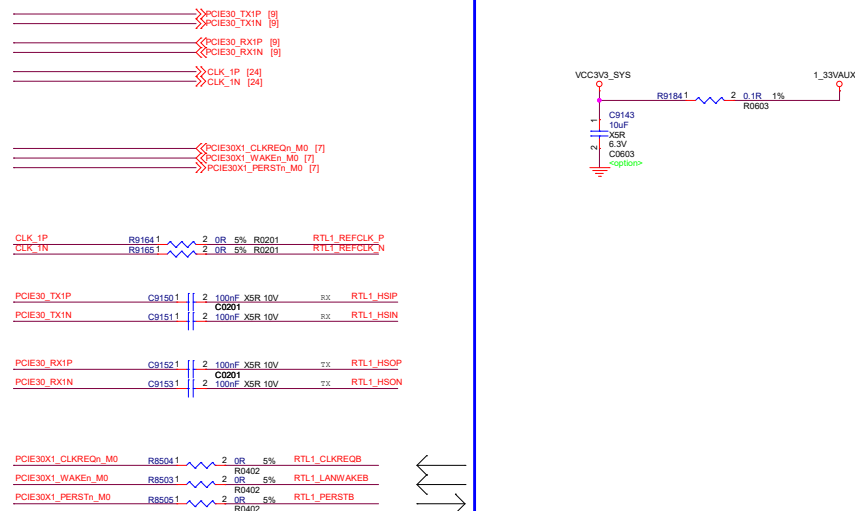 PCIE30_TX1P [9]
PCIE30_TX1N [9]
PCIE30_RX1P [9]
PCIE30_RX1N [9]
CLK_1P [24]
CLK_1N [24]
PCIE30X1_CLKREQn_M0 [7]
PCIE30X1_WAKEn_M0 [7]
PCIE30X1_PERSTn_M0 [7]
CLK_1P R9164 1 2 0R 5% R0201 RTL1_REFCLK_P
CLK_1N R9165 1 2 0R 5% R0201 RTL1_REFCLK_N
PCIE30_TX1P C9150 1 2 100nF X5R 10V RX RTL1_HSIP
C0201
PCIE30_TX1N C9151 1 2 100nF X5R 10V RX RTL1_HSIN
PCIE30_RX1P C9152 1 2 100nF X5R 10V TX RTL1_HSOP
C0201
PCIE30_RX1N C9153 1 2 100nF X5R 10V TX RTL1_HSON
PCIE30X1_CLKREQn_M0 R8504 1 2 0R 5% RTL1_CLKREQB
R0402
PCIE30X1_WAKEn_M0 R8503 1 2 0R 5% RTL1_LANWAKEB
R0402
PCIE30X1_PERSTn_M0 R8505 1 2 0R 5% RTL1_PERSTB
R0402
VCC3V3_SYS 1_33VAUX
R9184 1 2 0.1R 1%
R0603
1 C9143
10uF
X5R
2 6.3V
C0603
<option>